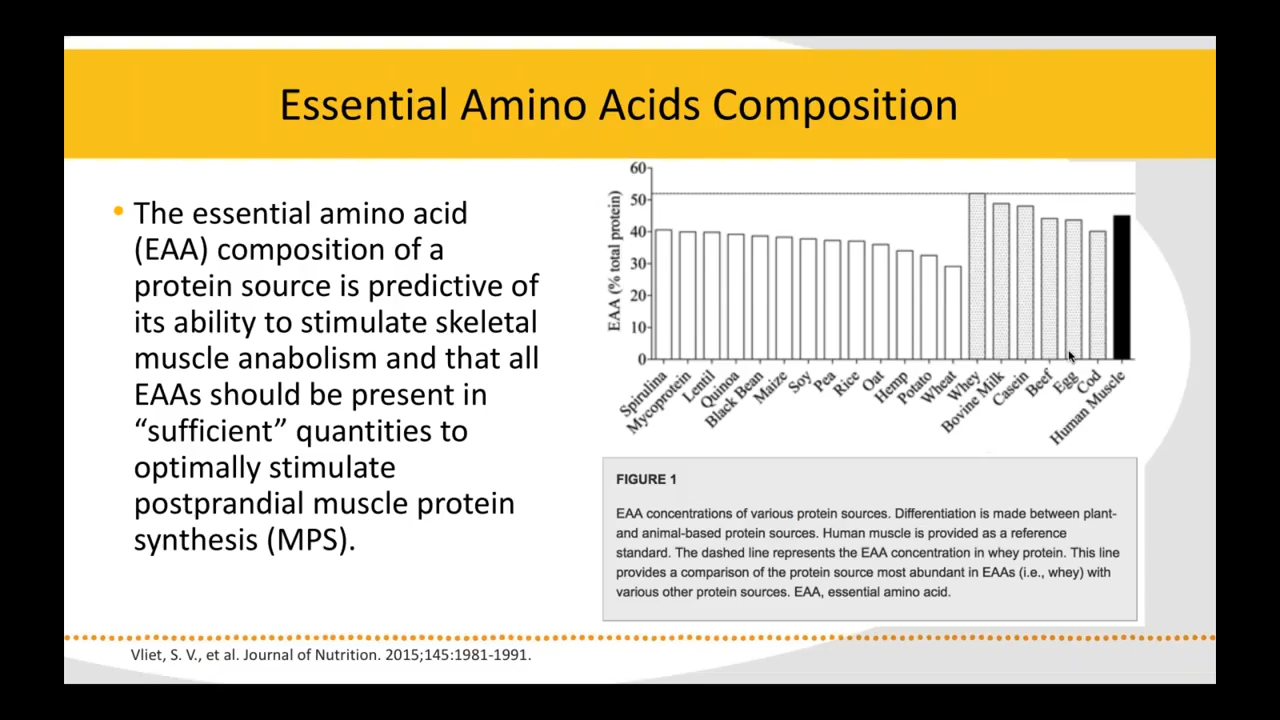 Essential Amino Acids Composition
• The essential amino acid
(EAA) composition of a
protein source is predictive of
its ability to stimulate skeletal
muscle anabolism and that all
EAAs should be present in
“sufficient” quantities to
optimally stimulate
postprandial muscle protein
synthesis (MPS).
EAA (% total protein)
60
50
40
30
20
10
0
Spirulina
Mycoprotein
Lentil
Quinoa
Black Bean
Maize
Soy
Pea
Rice
Oat
Hemp
Potato
Wheat
Whey
Bovine Milk
Casein
Beef
Egg
Cod
Human Muscle
FIGURE 1
EAA concentrations of various protein sources. Differentiation is made between plant-
and animal-based protein sources. Human muscle is provided as a reference
standard. The dashed line represents the EAA concentration in whey protein. This line
provides a comparison of the protein source most abundant in EAAs (i.e., whey) with
various other protein sources. EAA, essential amino acid.
Vliet, S. V., et al. Journal of Nutrition. 2015;145:1981-1991.